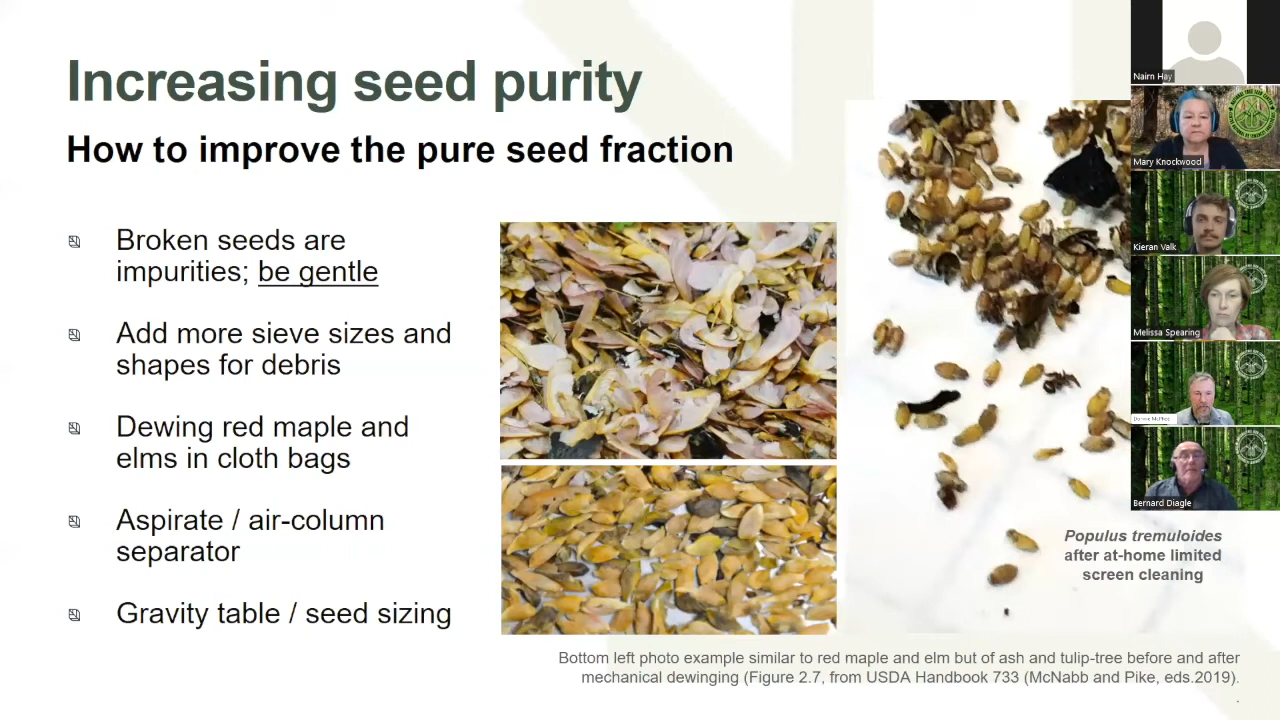 Increasing seed purity
How to improve the pure seed fraction
Broken seeds are
impurities; be gentle
Add more sieve sizes and
shapes for debris
Dewing red maple and
elms in cloth bags
Aspirate / air-column
separator
Gravity table / seed sizing
Populus tremuloides
after at-home limited
screen cleaning
Bottom left photo example similar to red maple and elm but of ash and tulip-tree before and after
mechanical dewinging (Figure 2.7, from USDA Handbook 733 (McNabb and Pike, eds.2019).
.
Nairn Hay
Mary Knockwood
Kieran Valk
Melissa Spearing
Donnie McPhee
Bernard Diagle